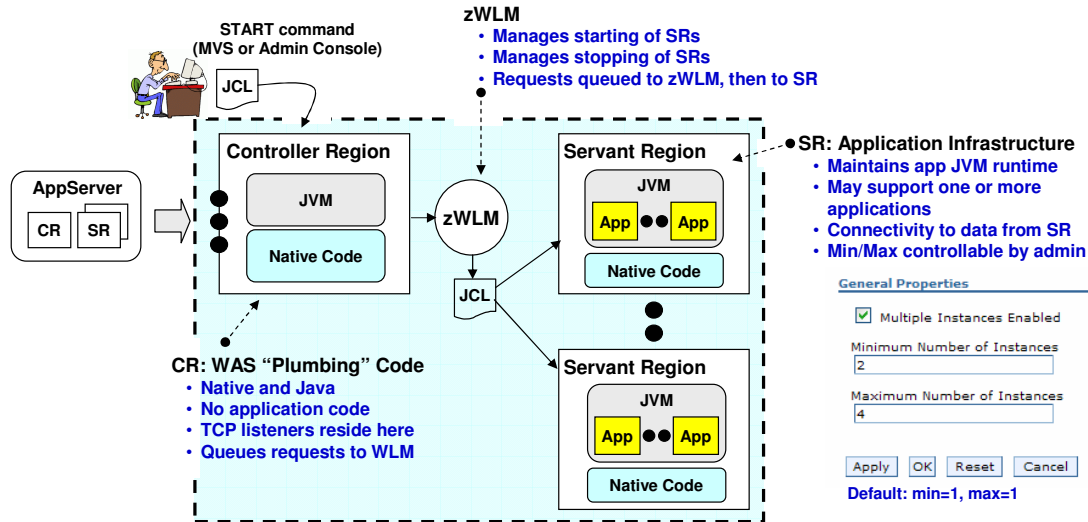 START command
(MVS or Admin Console)
JCL
zWLM
• Manages starting of SRs
• Manages stopping of SRs
• Requests queued to zWLM, then to SR
AppServer
CR
SR
Controller Region
JVM
Native Code
zWLM
JCL
Servant Region
JVM
App
App
Native Code
Servant Region
JVM
App
App
Native Code
CR: WAS “Plumbing” Code
• Native and Java
• No application code
• TCP listeners reside here
• Queues requests to WLM
SR: Application Infrastructure
• Maintains app JVM runtime
• May support one or more
applications
• Connectivity to data from SR
• Min/Max controllable by admin
General Properties
Multiple Instances Enabled
Minimum Number of Instances
2
Maximum Number of Instances
4
Apply OK Reset Cancel
Default: min=1, max=1